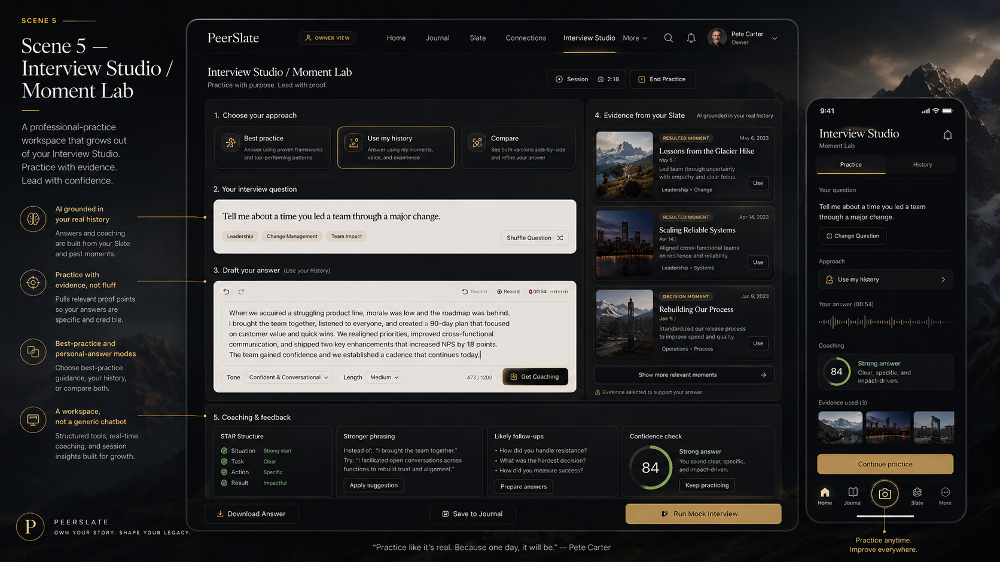 SCENE 5
Scene 5 —
Interview Studio /
Moment Lab
A professional-practice
workspace that grows out
of your Interview Studio.
Practice with evidence.
Lead with confidence.
AI grounded in
your real history
Answers and coaching
are built from your Slate
and past moments.
Practice with
evidence, not fluff
Pulls relevant proof points
so your answers are
specific and credible.
Best-practice and
personal-answer modes
Choose best-practice
guidance, your history,
or compare both.
A workspace,
not a generic chatbot
Structured tools, real-time
coaching, and session
insights built for growth.
P
PEERSLATE
OWN YOUR STORY. SHAPE YOUR LEGACY.
PeerSlate
OWNER VIEW
Home
Journal
Slate
Connections
Interview Studio
More
Pete Carter
Owner
Interview Studio / Moment Lab
Practice with purpose. Lead with proof.
Session
2:18
End Practice
1. Choose your approach
Best practice
Answer using proven frameworks
and top-performing patterns
Use my history
Answer using my moments,
voice, and experience
Compare
See both versions side-by-side
and refine your answer
2. Your interview question
Tell me about a time you led a team through a major change.
Leadership
Change Management
Team Impact
Shuffle Question
3. Draft your answer (Use your history)
Record
Record
00:54
When we acquired a struggling product line, morale was low and the roadmap was behind.
I brought the team together, listened to everyone, and created a 90-day plan that focused
on customer value and quick wins. We realigned priorities, improved cross-functional
communication, and shipped two key enhancements that increased NPS by 18 points.
The team gained confidence and we established a cadence that continues today.
Tone
Confident & Conversational
Length
Medium
473 / 1200
Get Coaching
4. Evidence from your Slate
AI grounded in your real history
RESULTED MOMENT
May 6, 2023
Lessons from the Glacier Hike
May 6,
Led team through uncertainty
with empathy and clear focus.
Leadership • Change
Use
RESULTED MOMENT
Apr 14, 2023
Scaling Reliable Systems
Apr 14,
Aligned cross-functional teams
on resilience and reliability.
Leadership • Systems
Use
DECISION MOMENT
Jan 9, 2023
Rebuilding Our Process
Jan 9,
Standardized our release process
to improve speed and quality.
Operations • Process
Use
Show more relevant moments
Evidence selected to support your answer.
5. Coaching & feedback
STAR Structure
Situation Strong start
Task Clear
Action Specific
Result Impactful
Stronger phrasing
Instead of: “I brought the team together.”
Try: “I facilitated open conversations across
functions to rebuild trust and alignment.”
Apply suggestion
Likely follow-ups
• How did you handle resistance?
• What was the hardest decision?
• How did you measure success?
Prepare answers
Confidence check
84
Strong answer
You sound clear, specific,
and impact-driven.
Keep practicing
Download Answer
Save to Journal
Run Mock Interview
“Practice like it’s real. Because one day, it will be.” — Pete Carter
9:41
Interview Studio
Moment Lab
Practice
History
Your question
Tell me about a time you led a team
through a major change.
Change Question
Approach
Use my history
Your answer (00:54)
Coaching
84
Strong answer
Clear, specific, and
impact-driven.
Evidence used (3)
Continue practice
Home
Journal
Slate
More
Practice anytime.
Improve everywhere.